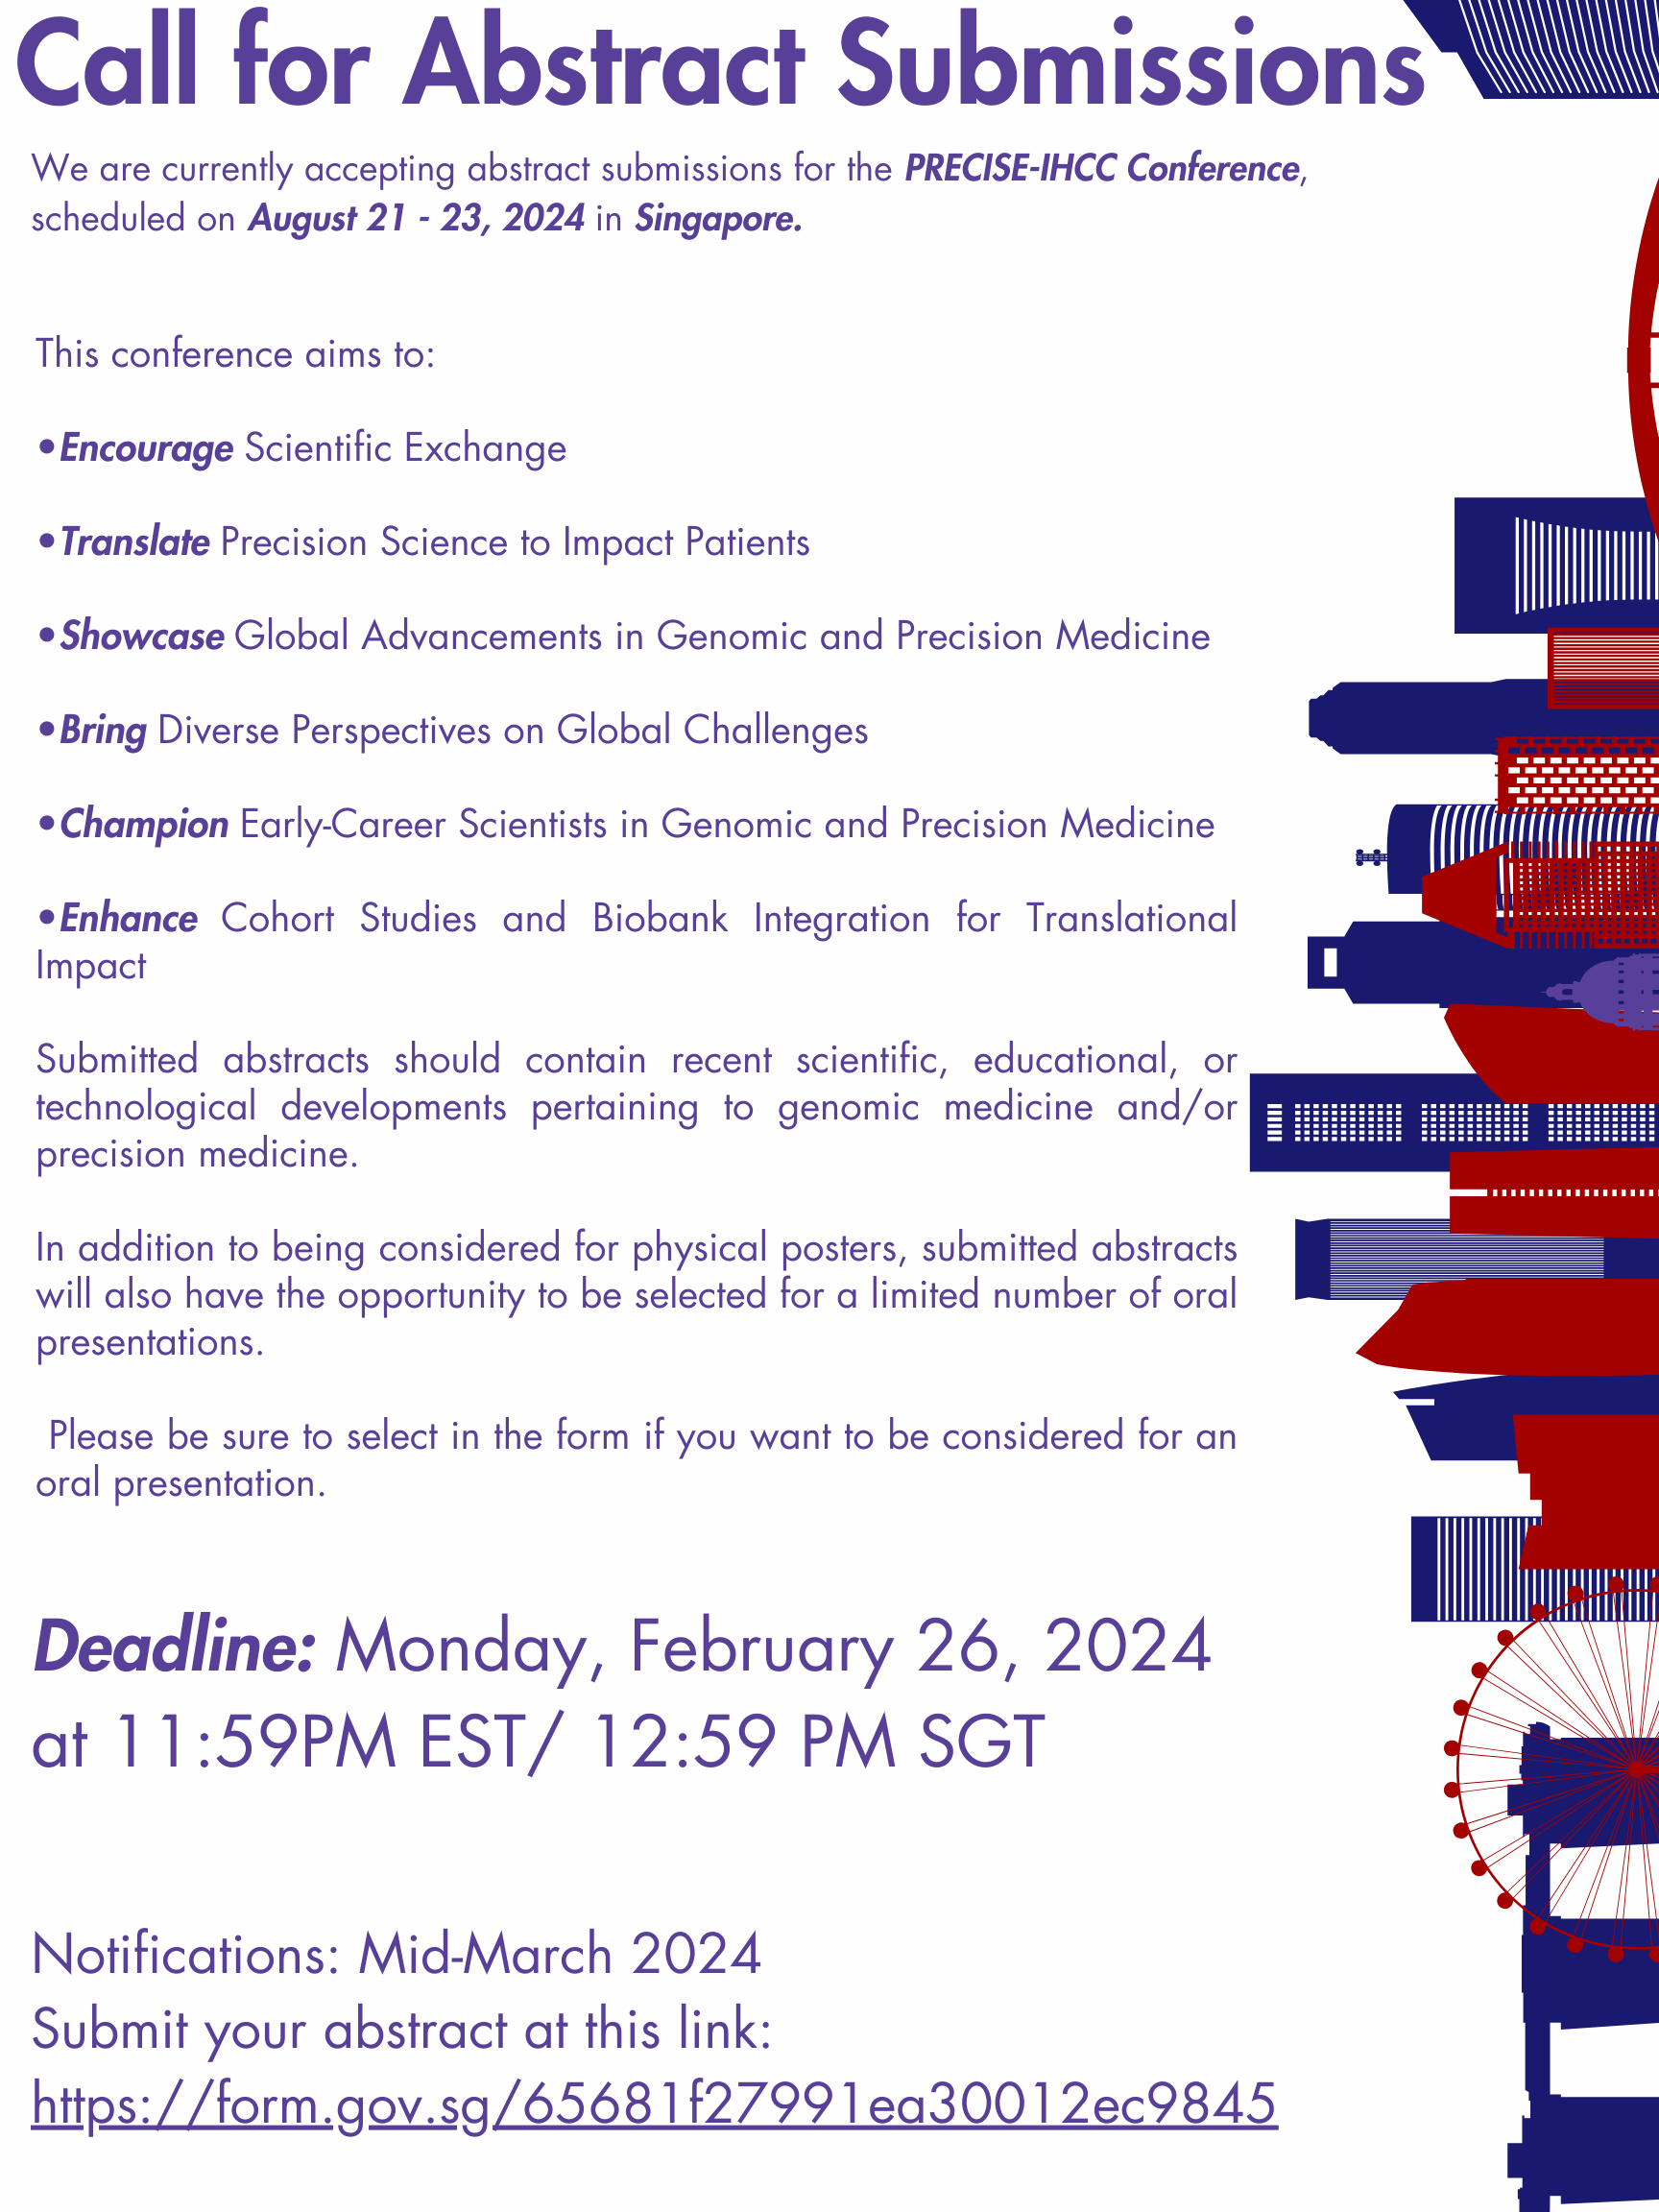 Call for Abstract Submissions
We are currently accepting abstract submissions for the PRECISE-IHCC Conference,
scheduled on August 21 - 23, 2024 in Singapore.
This conference aims to:
•Encourage Scientific Exchange
•Translate Precision Science to Impact Patients
•Showcase Global Advancements in Genomic and Precision Medicine
•Bring Diverse Perspectives on Global Challenges
•Champion Early-Career Scientists in Genomic and Precision Medicine
•Enhance Cohort Studies and Biobank Integration for Translational
Impact
Submitted abstracts should contain recent scientific, educational, or
technological developments pertaining to genomic medicine and/or
precision medicine.
In addition to being considered for physical posters, submitted abstracts
will also have the opportunity to be selected for a limited number of oral
presentations.
Please be sure to select in the form if you want to be considered for an
oral presentation.
Deadline: Monday, February 26, 2024
at 11:59PM EST/ 12:59 PM SGT
Notifications: Mid-March 2024
Submit your abstract at this link:
https://form.gov.sg/65681f27991ea30012ec9845